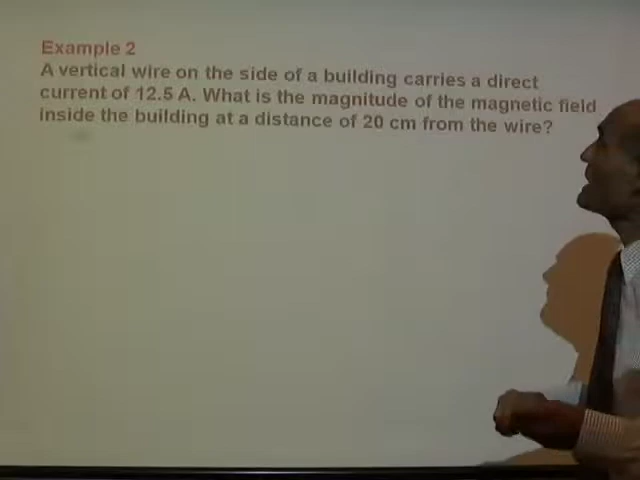 Example 2
A vertical wire on the side of a building carries a direct
current of 12.5 A. What is the magnitude of the magnetic field
inside the building at a distance of 20 cm from the wire?